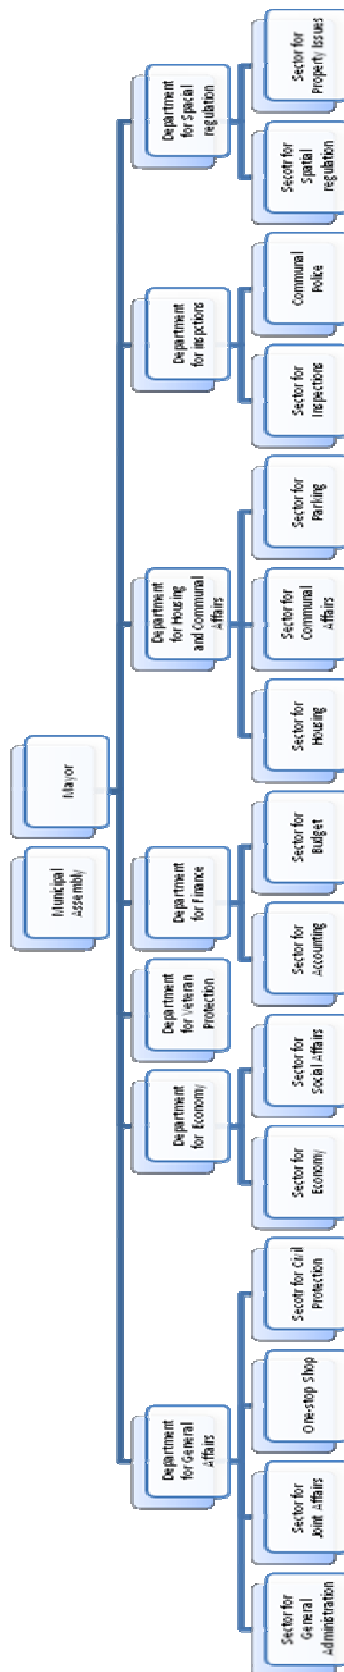 Municipal
Assembly
Mayor
Department
for General
Affairs
Department
for Economy
Department
for Veteran
Protection
Department
for Finance
Department
for Housing
and Communal
Affairs
Department
for inspctions
Department
for Spacial
regulation
Sector for
General
Administration
Sector for
Joint Affairs
One-stop Shop
Secotr for Civil
Protection
Sector for
Economy
Sector for
Social Affairs
Sector for
Accounting
Sector for
Budget
Sector for
Housing
Sector for
Communal
Affairs
Sector for
Parking
Sector for
Inspections
Communal
Police
Secotr for
Spatial
regulation
Sector for
Property Issues